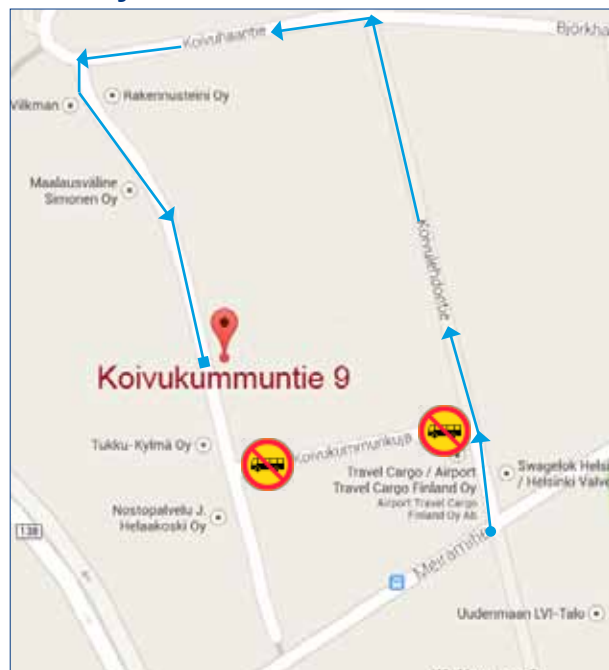 Koivuhaantie
Björkha
Rakennusteini Oy
Vilkman
Maalausväline
Simonen Oy
Koivulehdontie
Koivukummuntie 9
Tukku-Kylmä Oy
Koivukummunkuja
Travel Cargo / Airport
Travel Cargo Finland Oy
Airport Travel Cargo
Finland Oy Ab
Swagelok Helsi
/ Helsinki Valve
Nostopalvelu J.
Helaakoski Oy
138
Meiramitie
Uudenmaan LVI-Talo